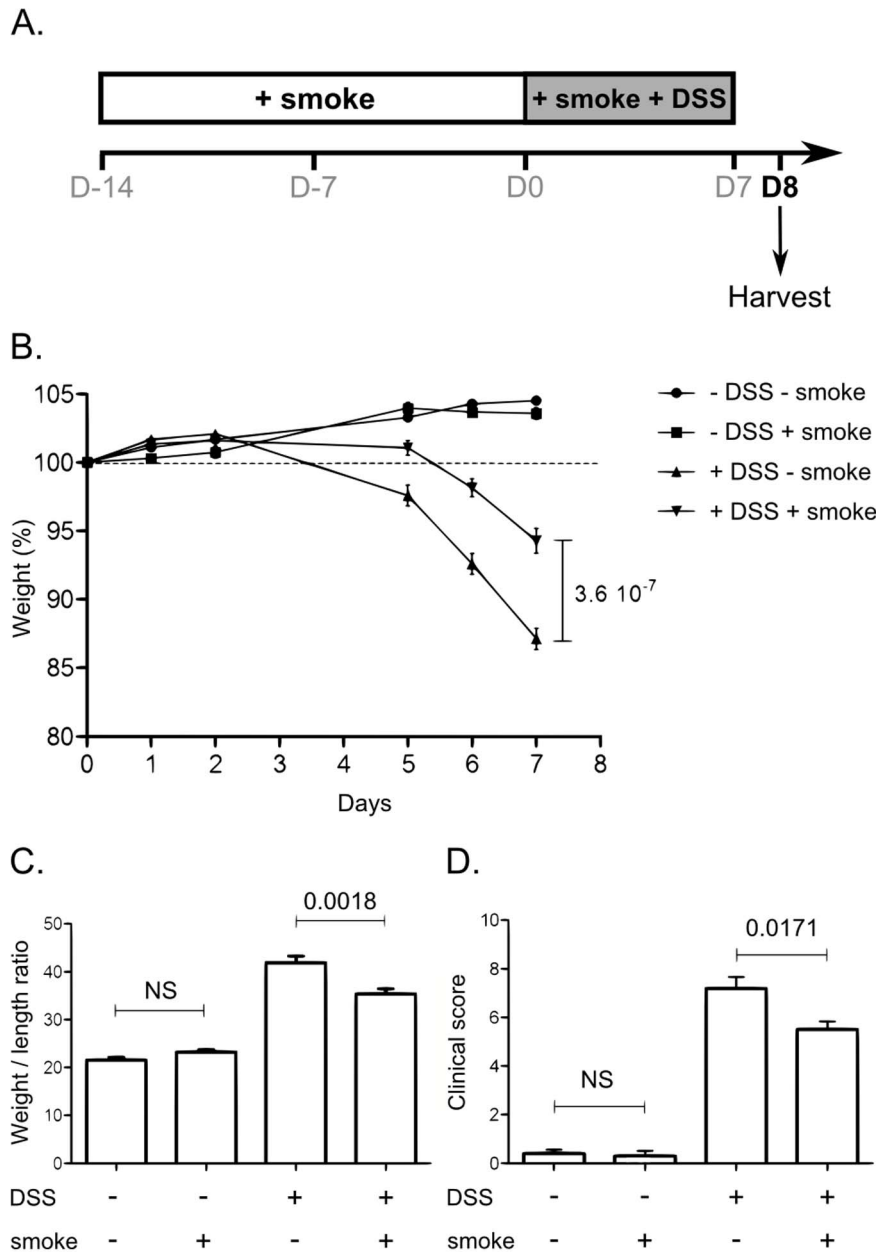 A.
+ smoke + smoke + DSS
D-14 D-7 D0 D7 D8
Harvest
B.
Weight (%)
105
100
95
90
85
80
0 1 2 3 4 5 6 7 8
Days
- DSS - smoke
- DSS + smoke
+ DSS - smoke
+ DSS + smoke
3.6 10⁻⁷
C.
Weight / length ratio
50
40
30
20
10
0
NS
0.0018
DSS - - + +
smoke - + - +
D.
Clinical score
10
8
6
4
2
0
NS
0.0171
DSS - - + +
smoke - + - +